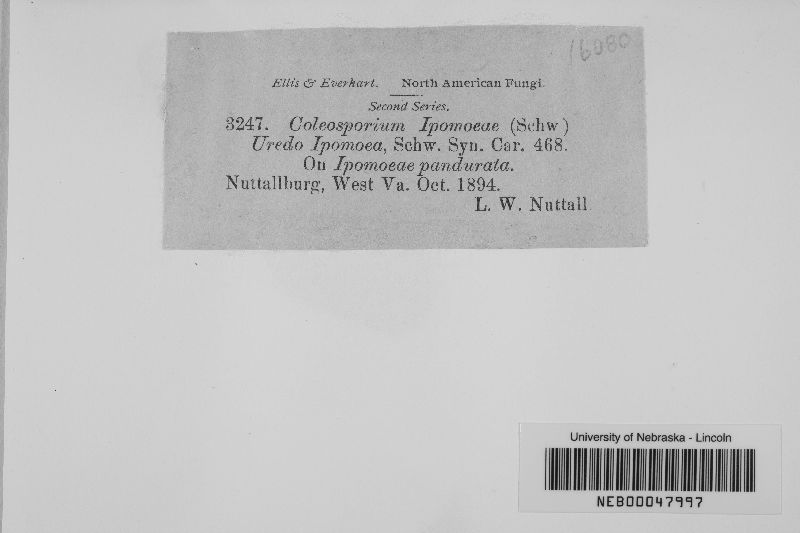 16080
Ellis & Everhart. North American Fungi.
Second Series.
3247. Coleosporium Ipomoeae (Schw)
Uredo Ipomoea, Schw. Syn. Car. 468.
On Ipomoeae pandurata.
Nuttallburg, West Va. Oct. 1894.
L. W. Nuttall
University of Nebraska - Lincoln
NEB00047997